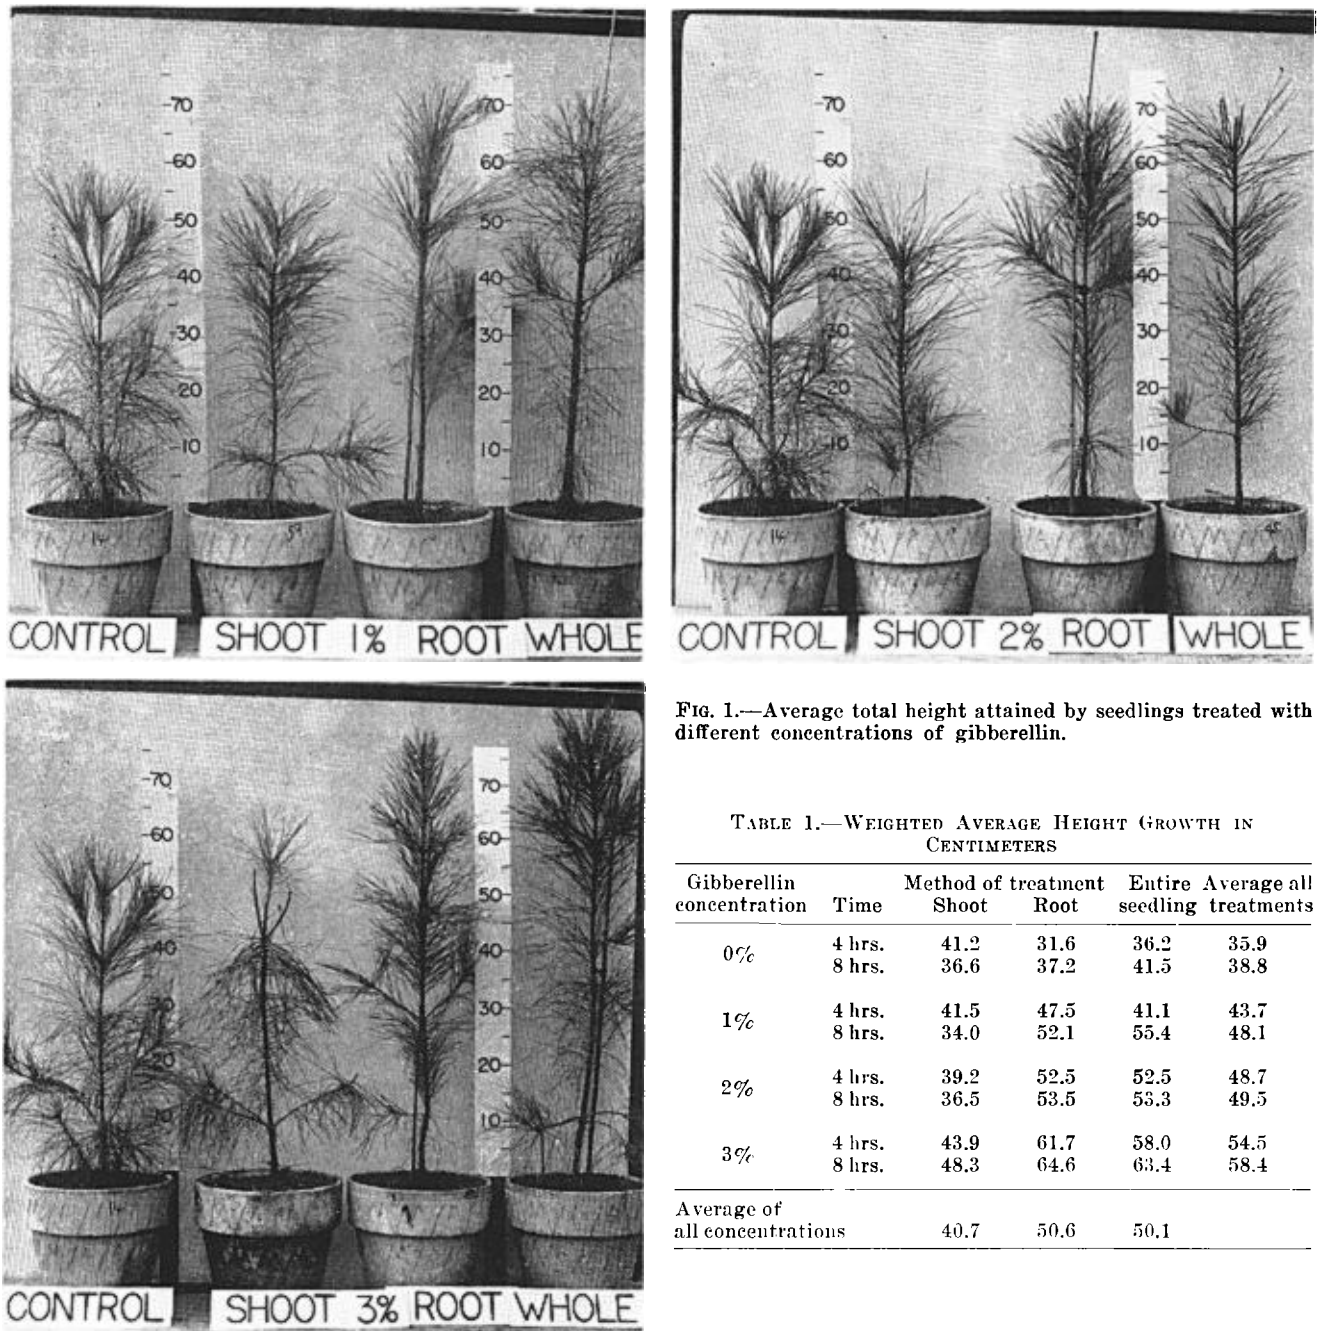 70
60
50
40
30
20
10
70
60
50
40
30
20
10
14
59
CONTROL SHOOT 1% ROOT WHOLE
70
60
50
40
30
20
10
70
60
50
40
30
20
10
14
45
CONTROL SHOOT 2% ROOT WHOLE
70
60
50
40
30
20
10
70
60
50
40
30
20
10
14
CONTROL SHOOT 3% ROOT WHOLE
FIG. 1.—Average total height attained by seedlings treated with
different concentrations of gibberellin.
TABLE 1.—WEIGHTED AVERAGE HEIGHT GROWTH IN
CENTIMETERS
Gibberellin Method of treatment Entire Average all
concentration Time Shoot Root seedling treatments
0% 4 hrs. 41.2 31.6 36.2 35.9
8 hrs. 36.6 37.2 41.5 38.8
1% 4 hrs. 41.5 47.5 41.1 43.7
8 hrs. 34.0 52.1 55.4 48.1
2% 4 hrs. 39.2 52.5 52.5 48.7
8 hrs. 36.5 53.5 53.3 49.5
3% 4 hrs. 43.9 61.7 58.0 54.5
8 hrs. 48.3 64.6 63.4 58.4
Average of
all concentrations 40.7 50.6 50.1